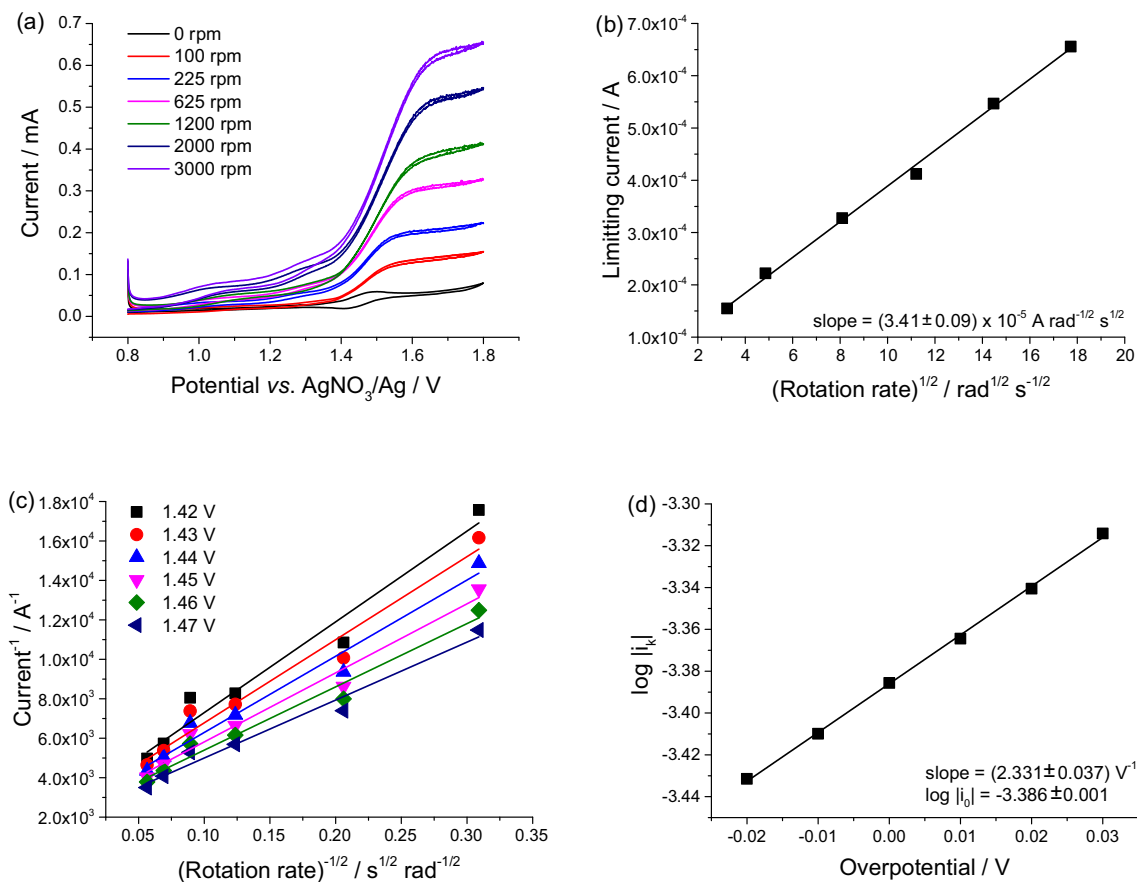 (a)
0 rpm
100 rpm
225 rpm
625 rpm
1200 rpm
2000 rpm
3000 rpm
Current / mA
0.7
0.6
0.5
0.4
0.3
0.2
0.1
0.0
0.8 1.0 1.2 1.4 1.6 1.8
Potential vs. AgNO₃/Ag / V
(b)
Limitting current / A
7.0x10⁻⁴
6.0x10⁻⁴
5.0x10⁻⁴
4.0x10⁻⁴
3.0x10⁻⁴
2.0x10⁻⁴
1.0x10⁻⁴
slope = (3.41±0.09) x 10⁻⁵ A rad⁻¹/² s¹/²
2 4 6 8 10 12 14 16 18 20
(Rotation rate)¹/² / rad¹/² s⁻¹/²
(c)
1.42 V
1.43 V
1.44 V
1.45 V
1.46 V
1.47 V
Current⁻¹ / A⁻¹
1.8x10⁴
1.6x10⁴
1.4x10⁴
1.2x10⁴
1.0x10⁴
8.0x10³
6.0x10³
4.0x10³
2.0x10³
0.05 0.10 0.15 0.20 0.25 0.30 0.35
(Rotation rate)⁻¹/² / s¹/² rad⁻¹/²
(d)
log |iₖ|
-3.30
-3.32
-3.34
-3.36
-3.38
-3.40
-3.42
-3.44
slope = (2.331±0.037) V⁻¹
log |i₀| = -3.386±0.001
-0.02 -0.01 0.00 0.01 0.02 0.03
Overpotential / V